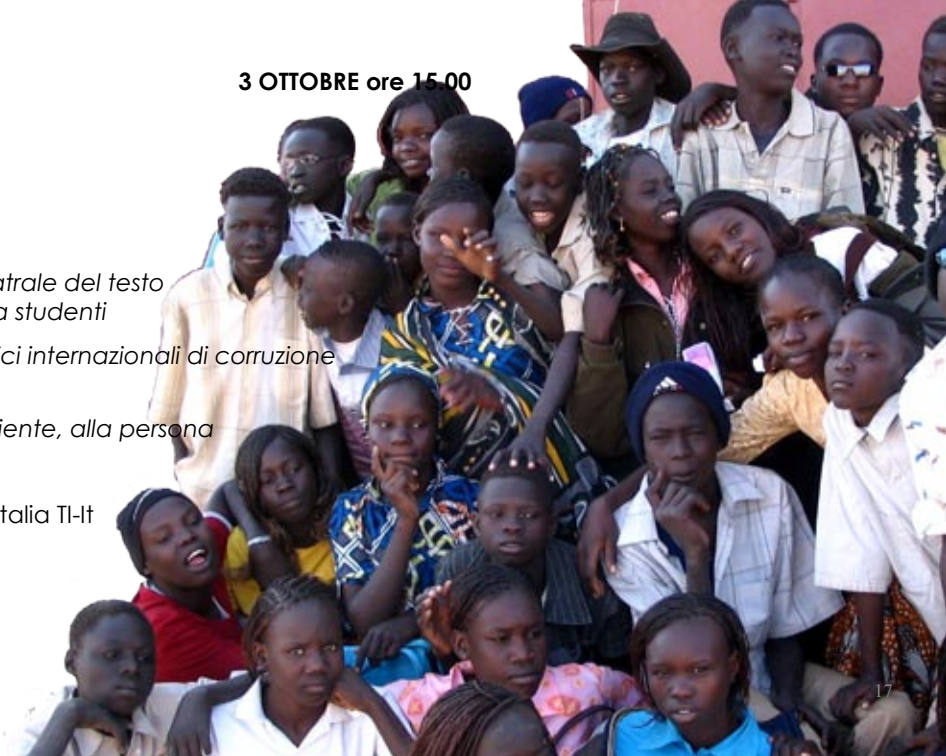 3 OTTOBRE ore 15.00
atrale del testo
a studenti
ci internazionali di corruzione
iente, alla persona
talia TI-It
17